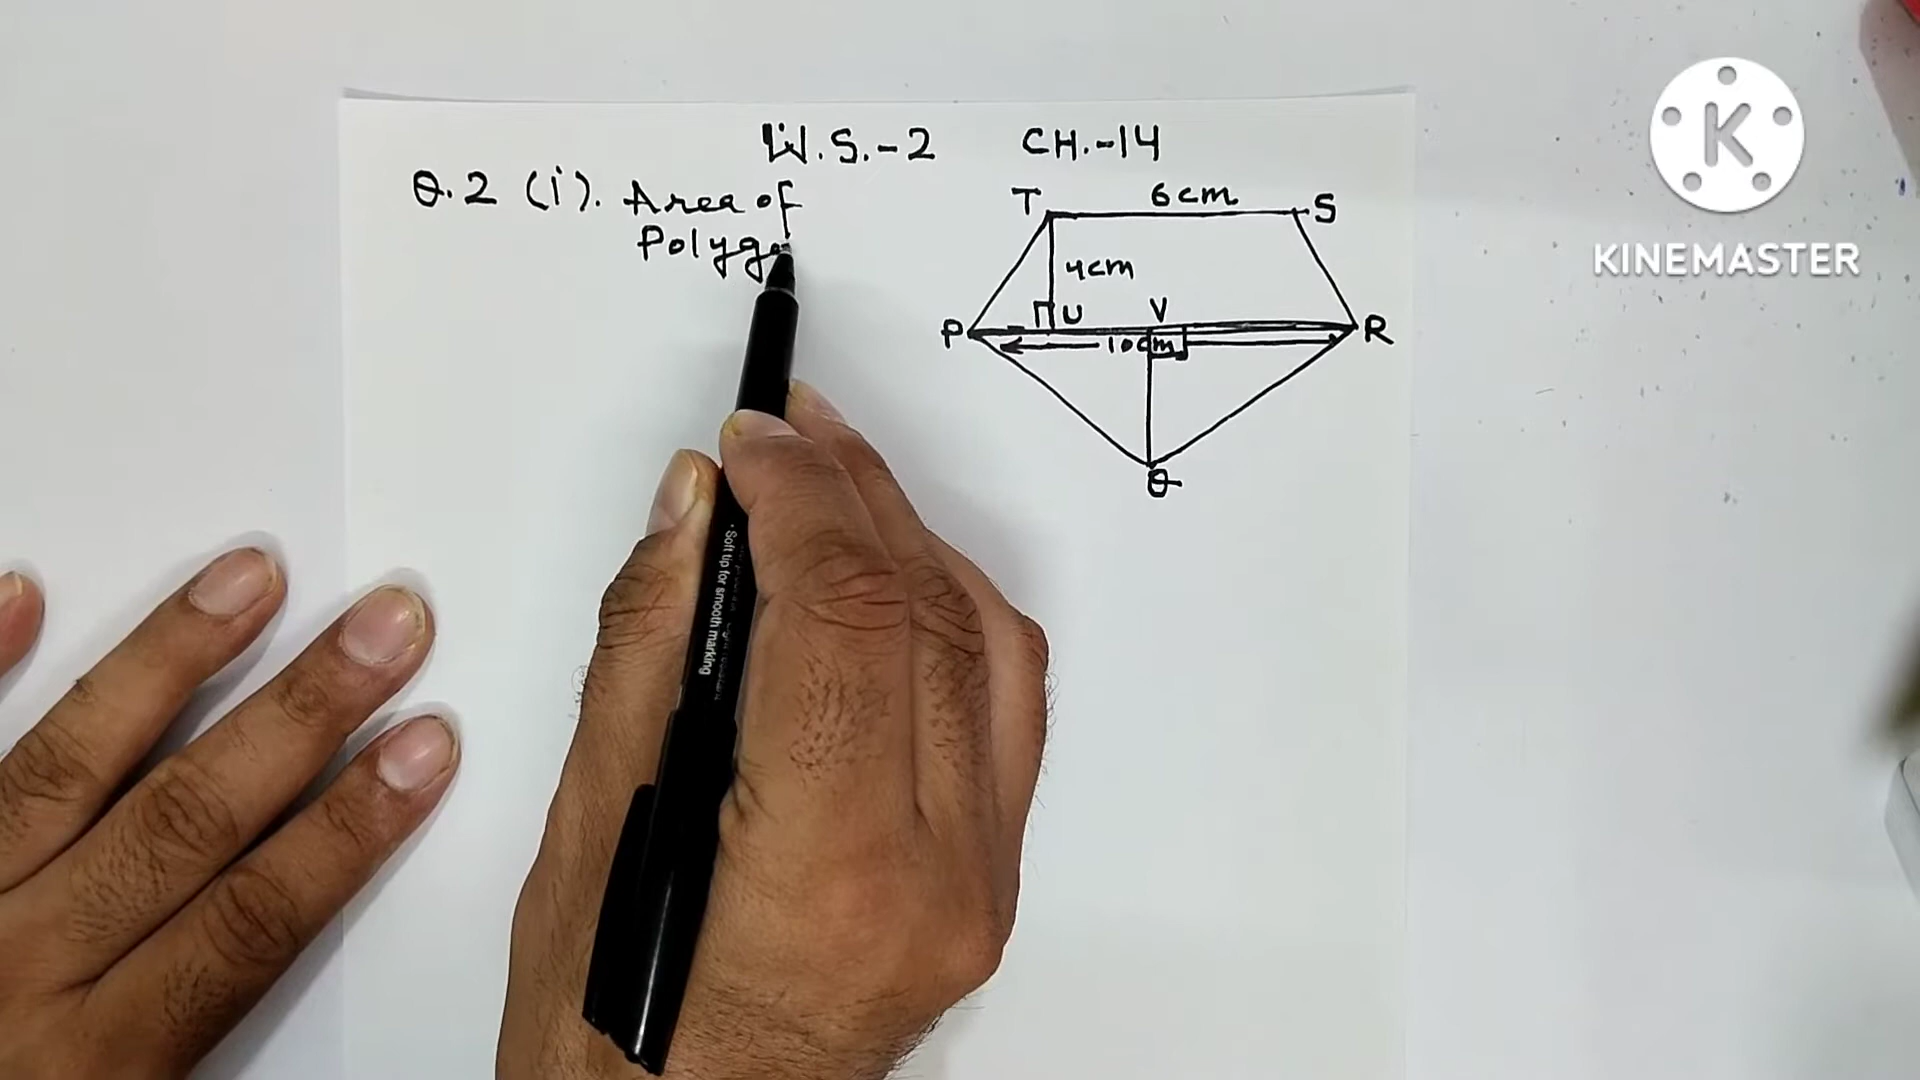 W.S.-2 CH.-14
Q.2 (i). Area of
Polygo
T 6cm S
4cm
P U V R
10cm
Q
K
KINEMASTER
Soft tip for smooth marking